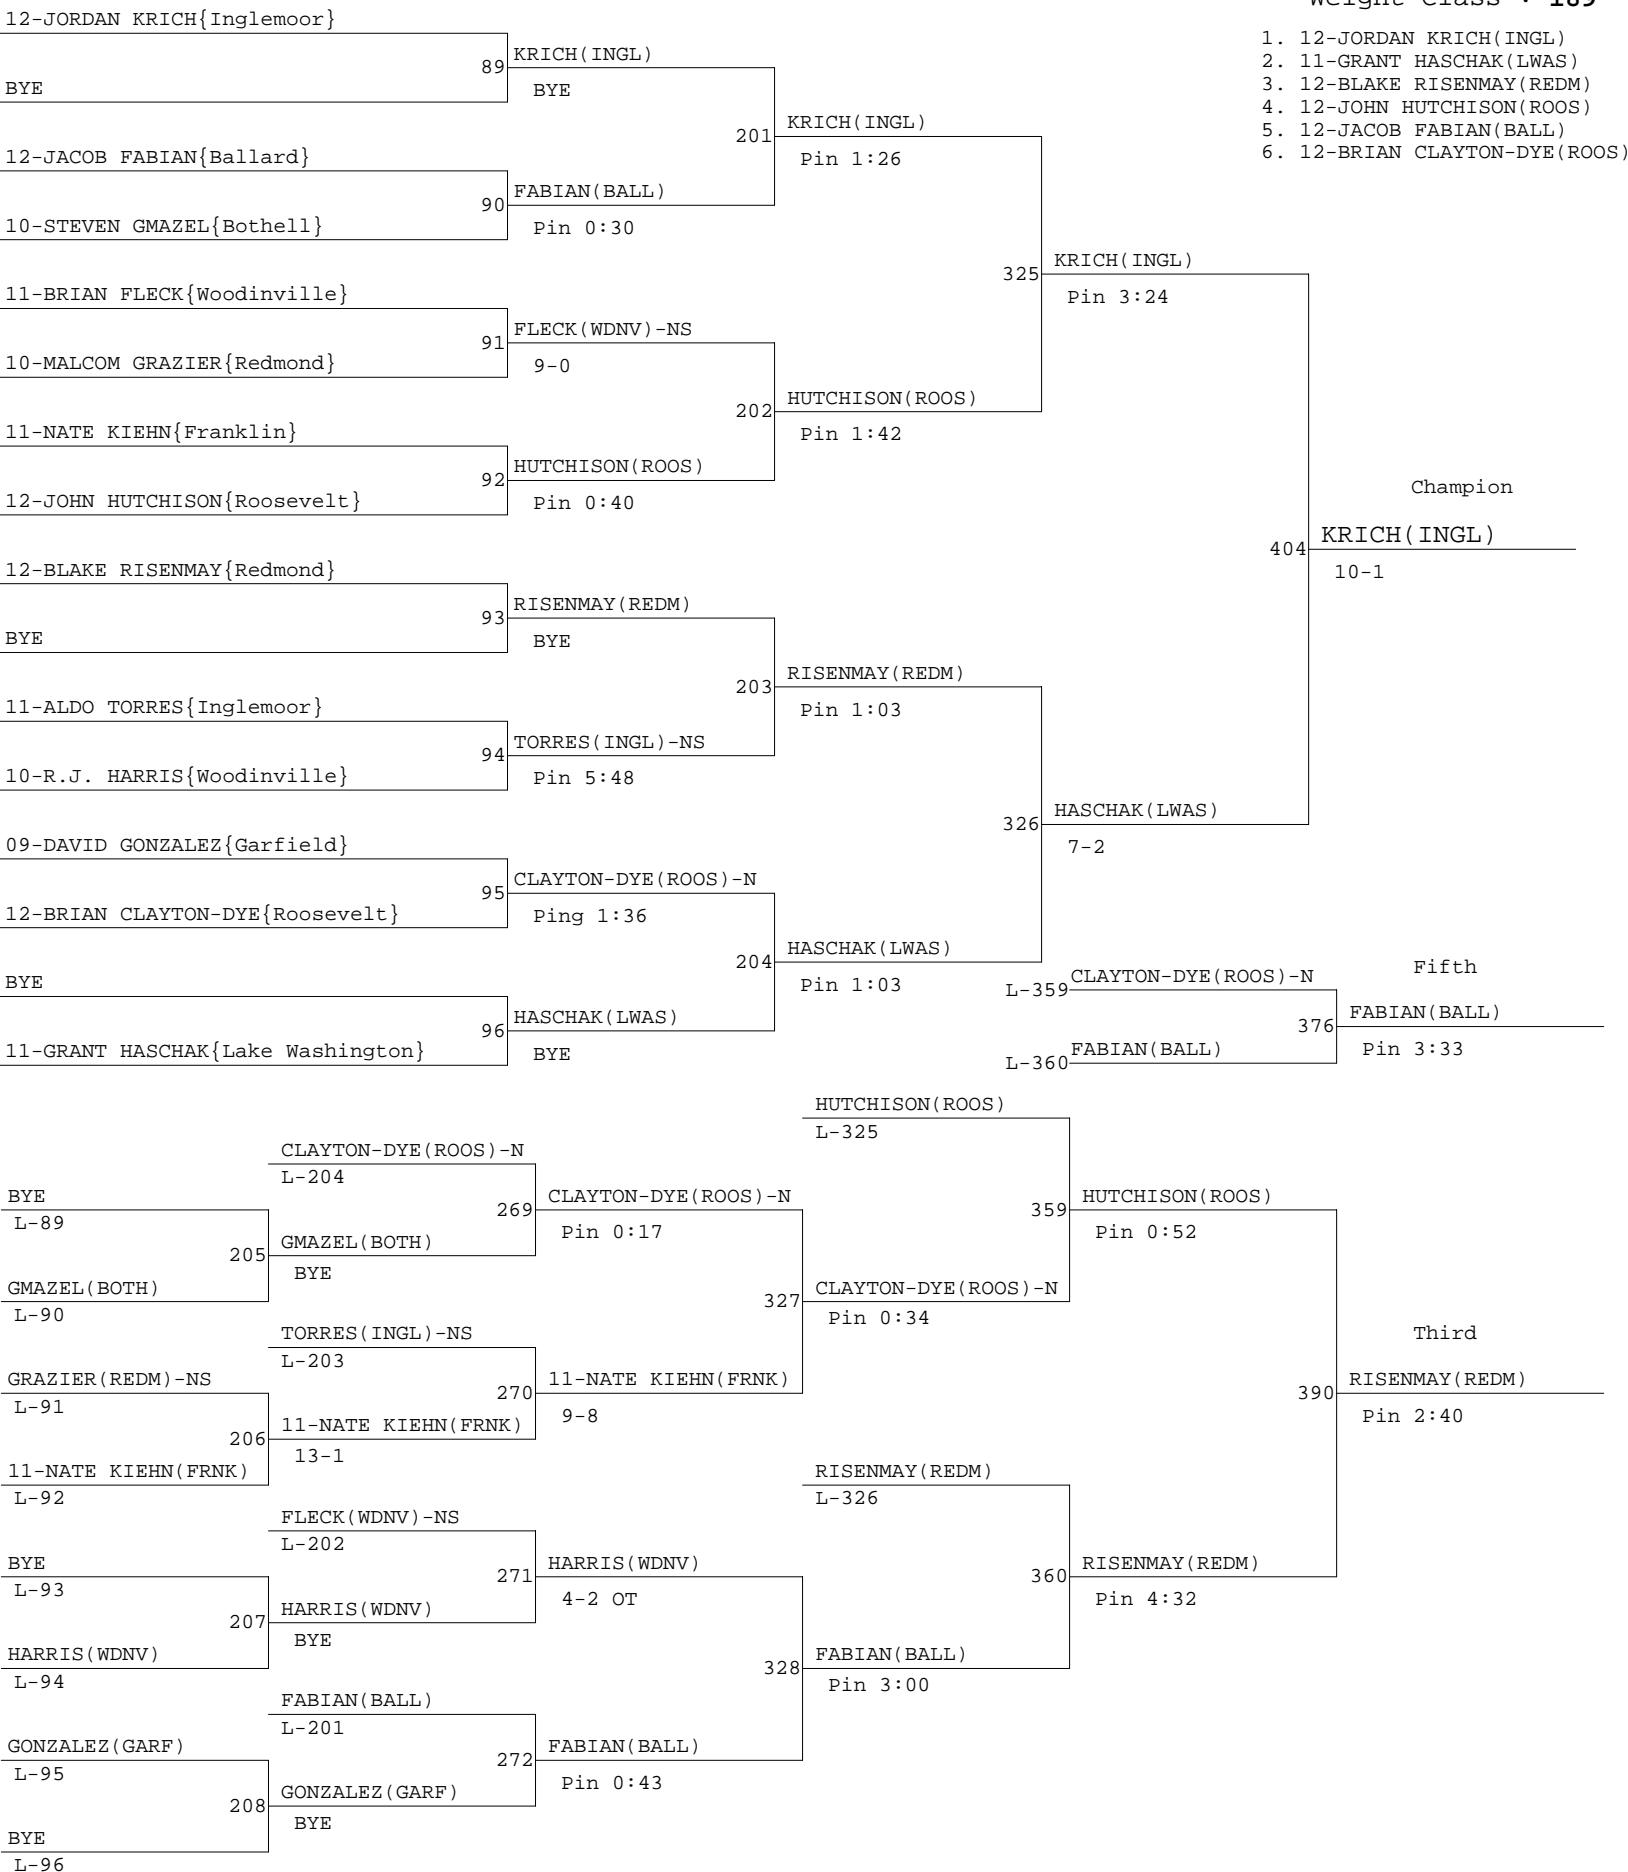 Weight Class : 189
1. 12-JORDAN KRICH(INGL)
2. 11-GRANT HASCHAK(LWAS)
3. 12-BLAKE RISENMAY(REDM)
4. 12-JOHN HUTCHISON(ROOS)
5. 12-JACOB FABIAN(BALL)
6. 12-BRIAN CLAYTON-DYE(ROOS)
12-JORDAN KRICH{Inglemoor}
BYE
12-JACOB FABIAN{Ballard}
10-STEVEN GMAZEL{Bothell}
11-BRIAN FLECK{Woodinville}
10-MALCOM GRAZIER{Redmond}
11-NATE KIEHN{Franklin}
12-JOHN HUTCHISON{Roosevelt}
12-BLAKE RISENMAY{Redmond}
BYE
11-ALDO TORRES{Inglemoor}
10-R.J. HARRIS{Woodinville}
09-DAVID GONZALEZ{Garfield}
12-BRIAN CLAYTON-DYE{Roosevelt}
BYE
11-GRANT HASCHAK{Lake Washington}
89 KRICH(INGL)
BYE
90 FABIAN(BALL)
Pin 0:30
91 FLECK(WDNV)-NS
9-0
92 HUTCHISON(ROOS)
Pin 0:40
93 RISENMAY(REDM)
BYE
94 TORRES(INGL)-NS
Pin 5:48
95 CLAYTON-DYE(ROOS)-N
Ping 1:36
96 HASCHAK(LWAS)
BYE
201 KRICH(INGL)
Pin 1:26
202 HUTCHISON(ROOS)
Pin 1:42
203 RISENMAY(REDM)
Pin 1:03
204 HASCHAK(LWAS)
Pin 1:03
325 KRICH(INGL)
Pin 3:24
326 HASCHAK(LWAS)
7-2
Champion
404 KRICH(INGL)
10-1
Fifth
L-359 CLAYTON-DYE(ROOS)-N
L-360 FABIAN(BALL)
376 FABIAN(BALL)
Pin 3:33
BYE
L-89
GMAZEL(BOTH)
L-90
GRAZIER(REDM)-NS
L-91
11-NATE KIEHN(FRNK)
L-92
BYE
L-93
HARRIS(WDNV)
L-94
GONZALEZ(GARF)
L-95
BYE
L-96
CLAYTON-DYE(ROOS)-N
L-204
205 GMAZEL(BOTH)
BYE
TORRES(INGL)-NS
L-203
206 11-NATE KIEHN(FRNK)
13-1
FLECK(WDNV)-NS
L-202
207 HARRIS(WDNV)
BYE
FABIAN(BALL)
L-201
208 GONZALEZ(GARF)
BYE
269 CLAYTON-DYE(ROOS)-N
Pin 0:17
270 11-NATE KIEHN(FRNK)
9-8
271 HARRIS(WDNV)
4-2 OT
272 FABIAN(BALL)
Pin 0:43
HUTCHISON(ROOS)
L-325
327 CLAYTON-DYE(ROOS)-N
Pin 0:34
RISENMAY(REDM)
L-326
328 FABIAN(BALL)
Pin 3:00
359 HUTCHISON(ROOS)
Pin 0:52
360 RISENMAY(REDM)
Pin 4:32
Third
390 RISENMAY(REDM)
Pin 2:40